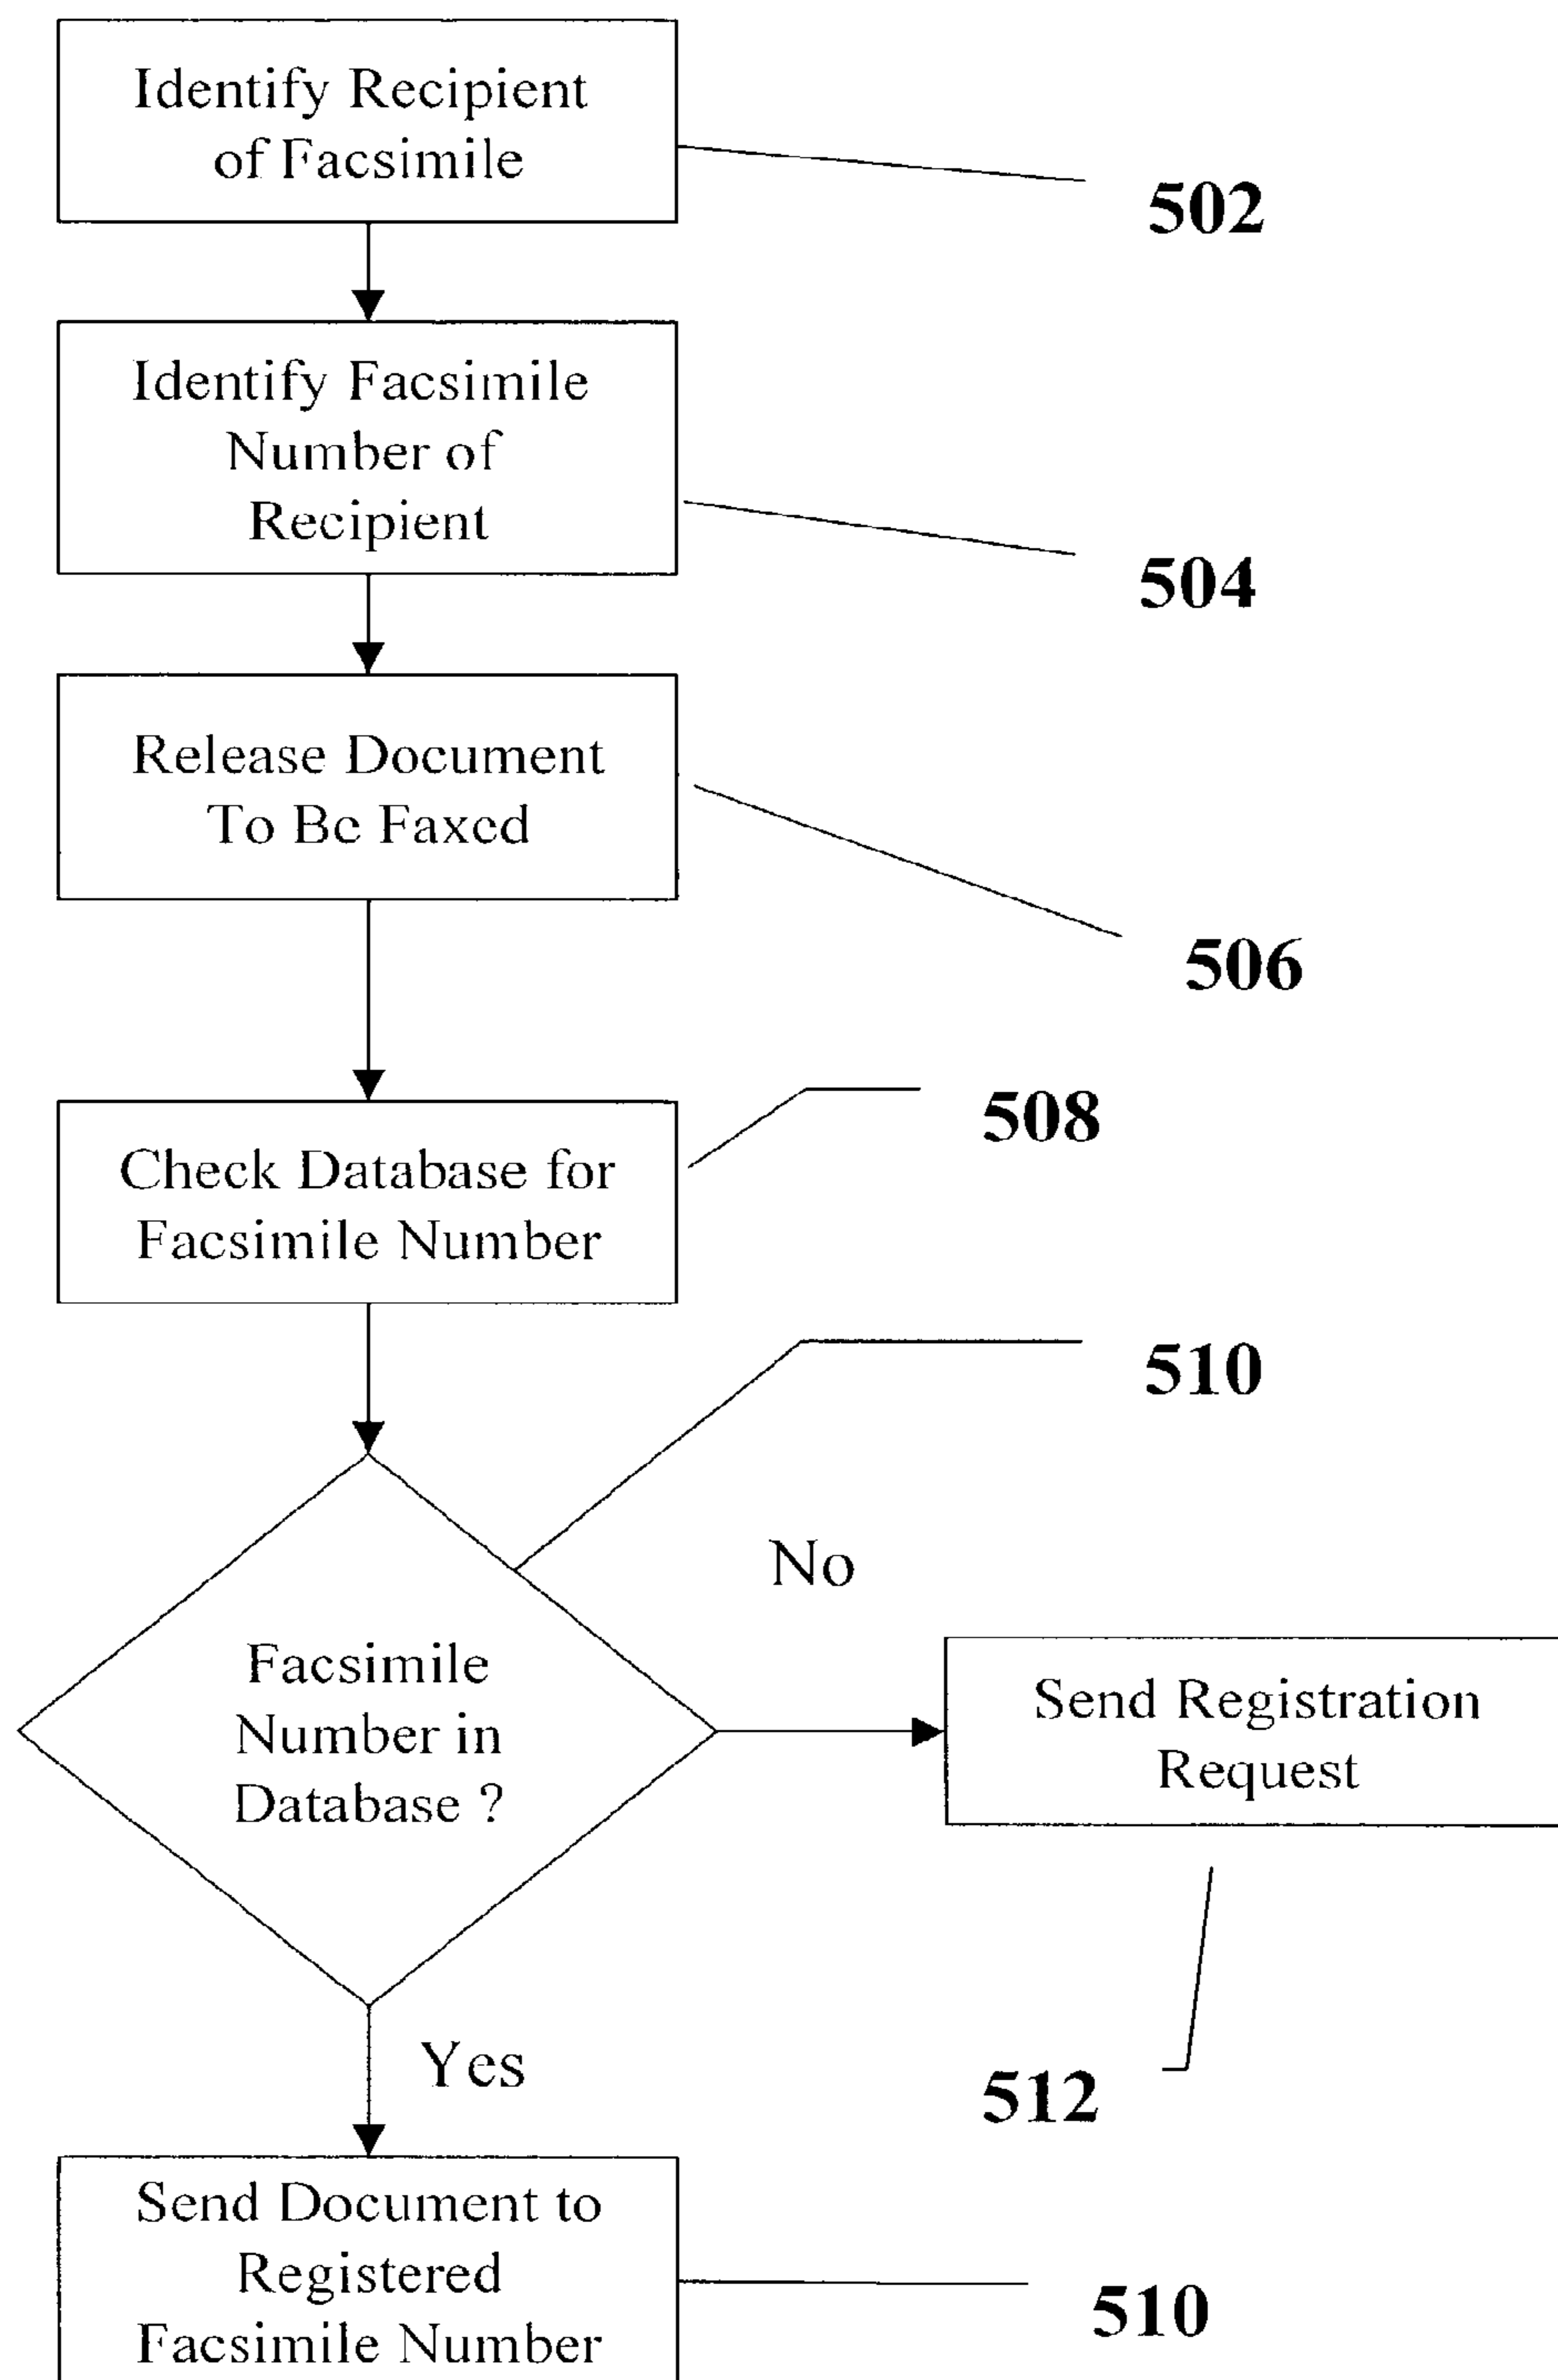 Identify Recipient
of Facsimile
502
Identify Facsimile
Number of
Recipient
504
Release Document
To Be Faxed
506
508
Check Database for
Facsimile Number
510
No
Facsimile
Number in
Database ?
Send Registration
Request
Yes
512
Send Document to
Registered
Facsimile Number
510